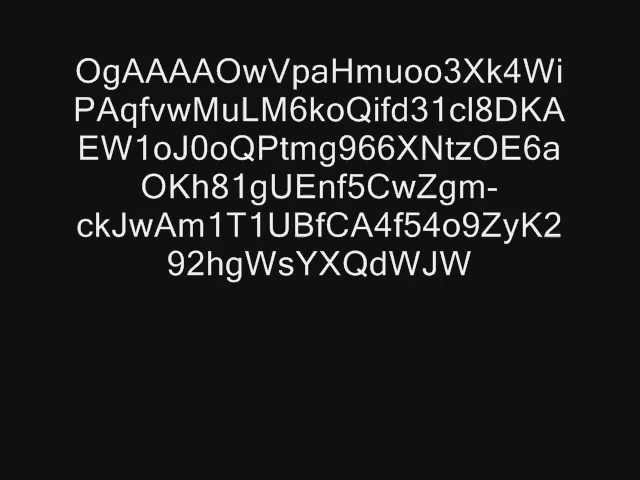 OgAAAAOwVpaHmuoo3Xk4Wi
PAqfvwMuLM6koQifd31cl8DKA
EW1oJ0oQPtmg966XNtzOE6a
OKh81gUEnf5CwZgm-
ckJwAm1T1UBfCA4f54o9ZyK2
92hgWsYXQdWJW